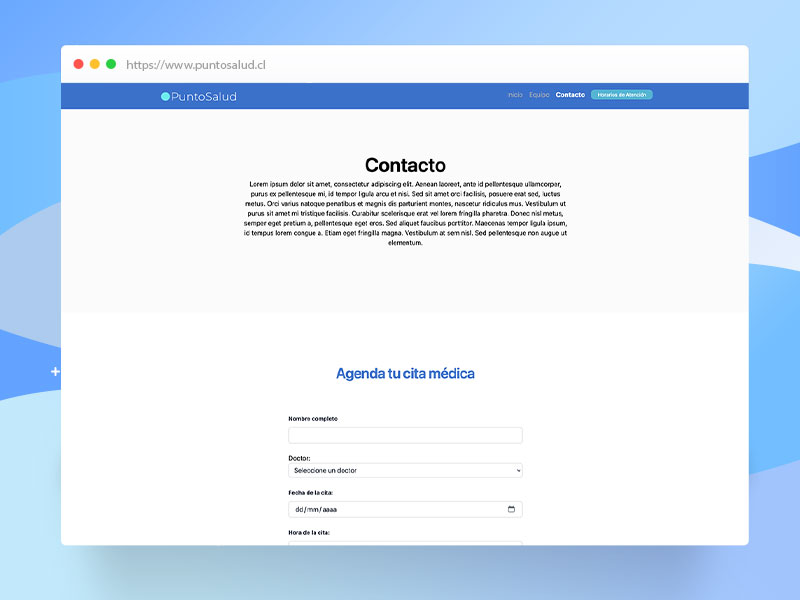 https://www.puntosalud.cl
PuntoSalud
Inicio Equipo Contacto Horarios de Atención
Contacto
Lorem ipsum dolor sit amet, consectetur adipiscing elit. Aenean laoreet, ante id pellentesque ullamcorper,
purus ex pellentesque mi, id tempor ligula arcu et nisi. Sed sit amet orci facilisis, posuere erat sed, luctus
metus. Orci varius natoque penatibus et magnis dis parturient montes, nascetur ridiculus mus. Vestibulum ut
purus sit amet mi tristique facilisis. Curabitur scelerisque erat vel lorem fringilla pharetra. Donec nisl metus,
semper eget pretium a, pellentesque eget eros. Sed aliquet faucibus porttitor. Maecenas tempor ligula ipsum,
id tempus lorem congue a. Etiam eget fringilla magna. Vestibulum at sem nisl. Sed pellentesque non augue ut
elementum.
Agenda tu cita médica
Nombre completo
Doctor:
Seleccione un doctor
Fecha de la cita:
dd/mm/aaaa
Hora de la cita: